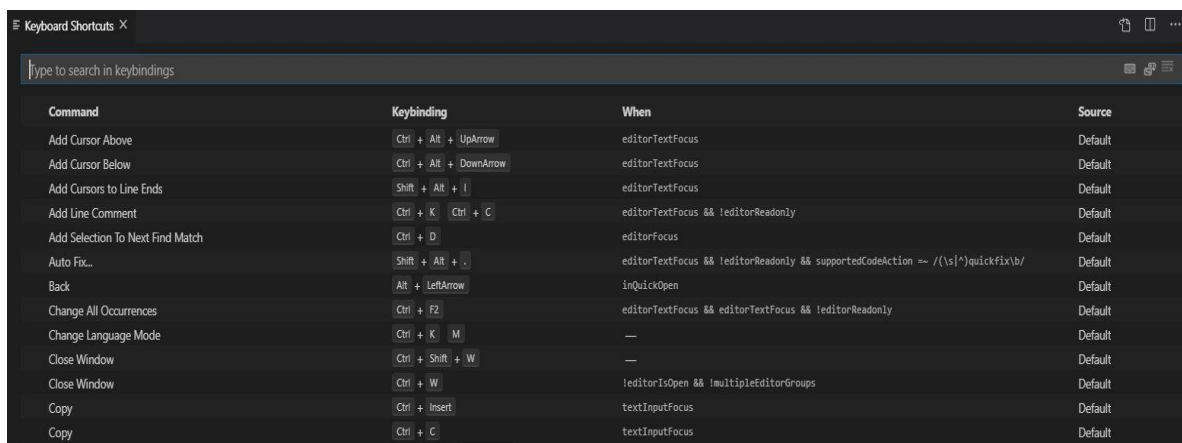 Keyboard Shortcuts
Type to search in keybindings
Command Keybinding When Source
Add Cursor Above Ctrl + Alt + UpArrow editorTextFocus Default
Add Cursor Below Ctrl + Alt + DownArrow editorTextFocus Default
Add Cursors to Line Ends Shift + Alt + I editorTextFocus Default
Add Line Comment Ctrl + K Ctrl + C editorTextFocus && !editorReadonly Default
Add Selection To Next Find Match Ctrl + D editorFocus Default
Auto Fix... Shift + Alt + . editorTextFocus && !editorReadonly && supportedCodeAction =~ /(\s|^)quickfix\b/ Default
Back Alt + LeftArrow inQuickOpen Default
Change All Occurrences Ctrl + F2 editorTextFocus && editorTextFocus && !editorReadonly Default
Change Language Mode Ctrl + K M — Default
Close Window Ctrl + Shift + W — Default
Close Window Ctrl + W !editorIsOpen && !multipleEditorGroups Default
Copy Ctrl + Insert textInputFocus Default
Copy Ctrl + C textInputFocus Default